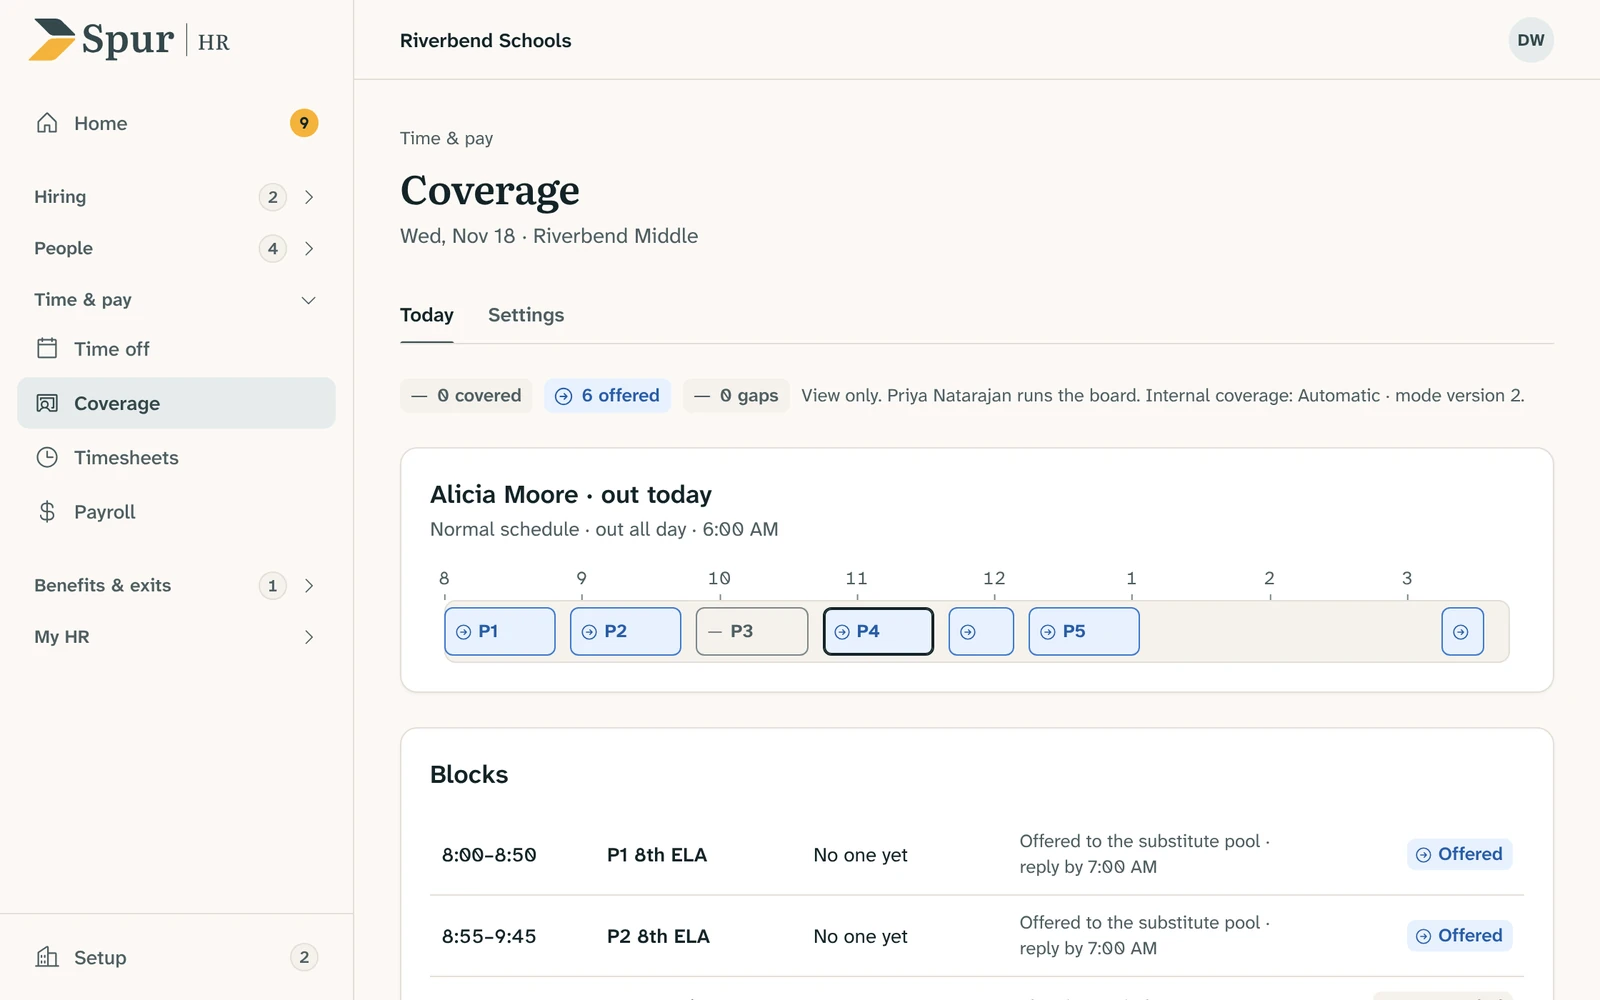 Spur | HR
Riverbend Schools
DW
Home 9
Hiring 2
People 4
Time & pay
Time off
Coverage
Timesheets
Payroll
Benefits & exits 1
My HR
Setup 2
Time & pay
Coverage
Wed, Nov 18 · Riverbend Middle
Today Settings
— 0 covered 6 offered — 0 gaps View only. Priya Natarajan runs the board. Internal coverage: Automatic · mode version 2.
Alicia Moore · out today
Normal schedule · out all day · 6:00 AM
8 9 10 11 12 1 2 3
P1 P2 — P3 P4 P5
Blocks
8:00–8:50 P1 8th ELA No one yet Offered to the substitute pool · Offered
reply by 7:00 AM
8:55–9:45 P2 8th ELA No one yet Offered to the substitute pool · Offered
reply by 7:00 AM